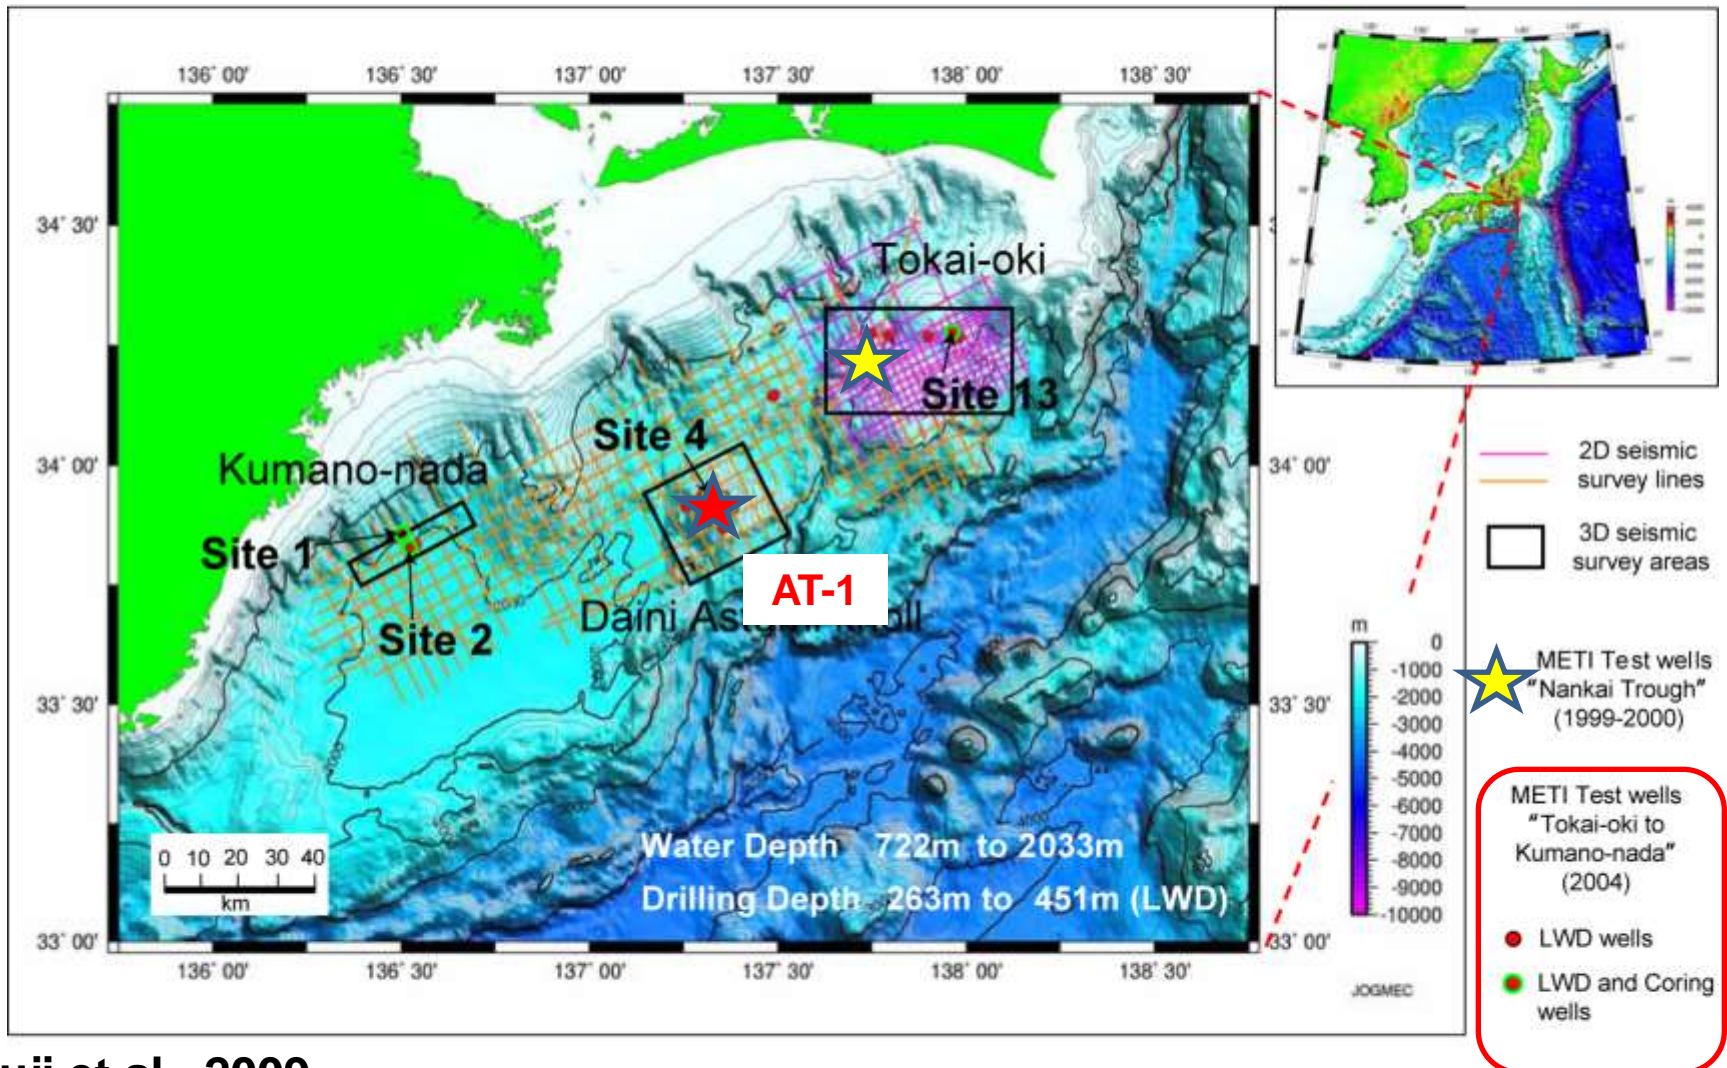 136° 00' 136° 30' 137° 00' 137° 30' 138° 00' 138° 30'
34° 30'
Tokai-oki
Site 13
Site 4
34° 00' 34° 00'
Kumano-nada
Site 1
AT-1
Daini
Site 2
33° 50' 33° 50'
Water Depth 722m to 2033m
Drilling Depth 263m to 451m (LWD)
0 10 20 30 40
km
33° 00' 33° 00'
136° 00' 136° 30' 137° 00' 137° 30' 138° 00' 138° 30'
2D seismic
survey lines
3D seismic
survey areas
m
0
-1000
-2000
-3000
-4000
-5000
-6000
-7000
-8000
-9000
-10000
JOGMEC
METI Test wells
"Nankai Trough"
(1999-2000)
METI Test wells
"Tokai-oki to
Kumano-nada"
(2004)
LWD wells
LWD and Coring
wells